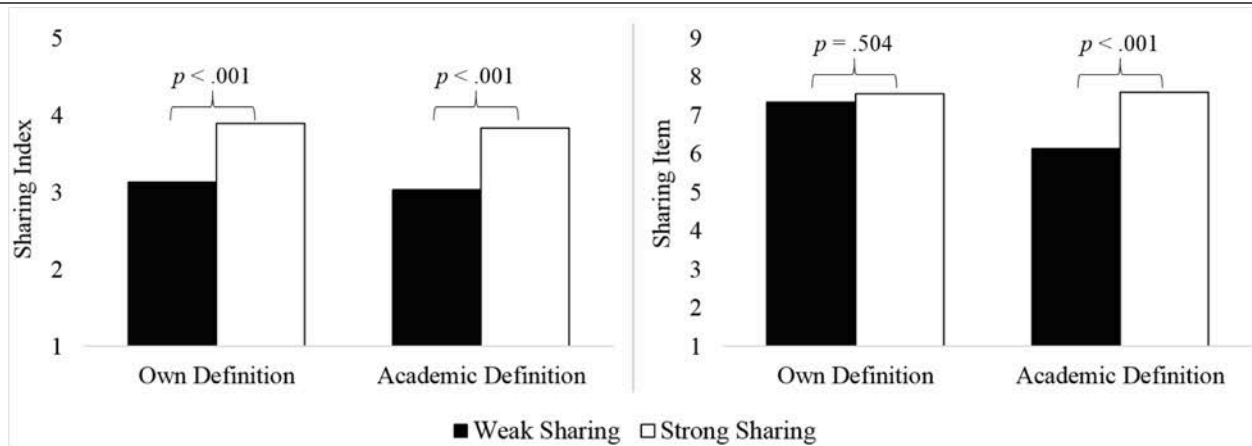 5
4
3
2
1
Sharing Index
p < .001
p < .001
Own Definition
Academic Definition
9
8
7
6
5
4
3
2
1
Sharing Item
p = .504
p < .001
Own Definition
Academic Definition
Weak Sharing
Strong Sharing